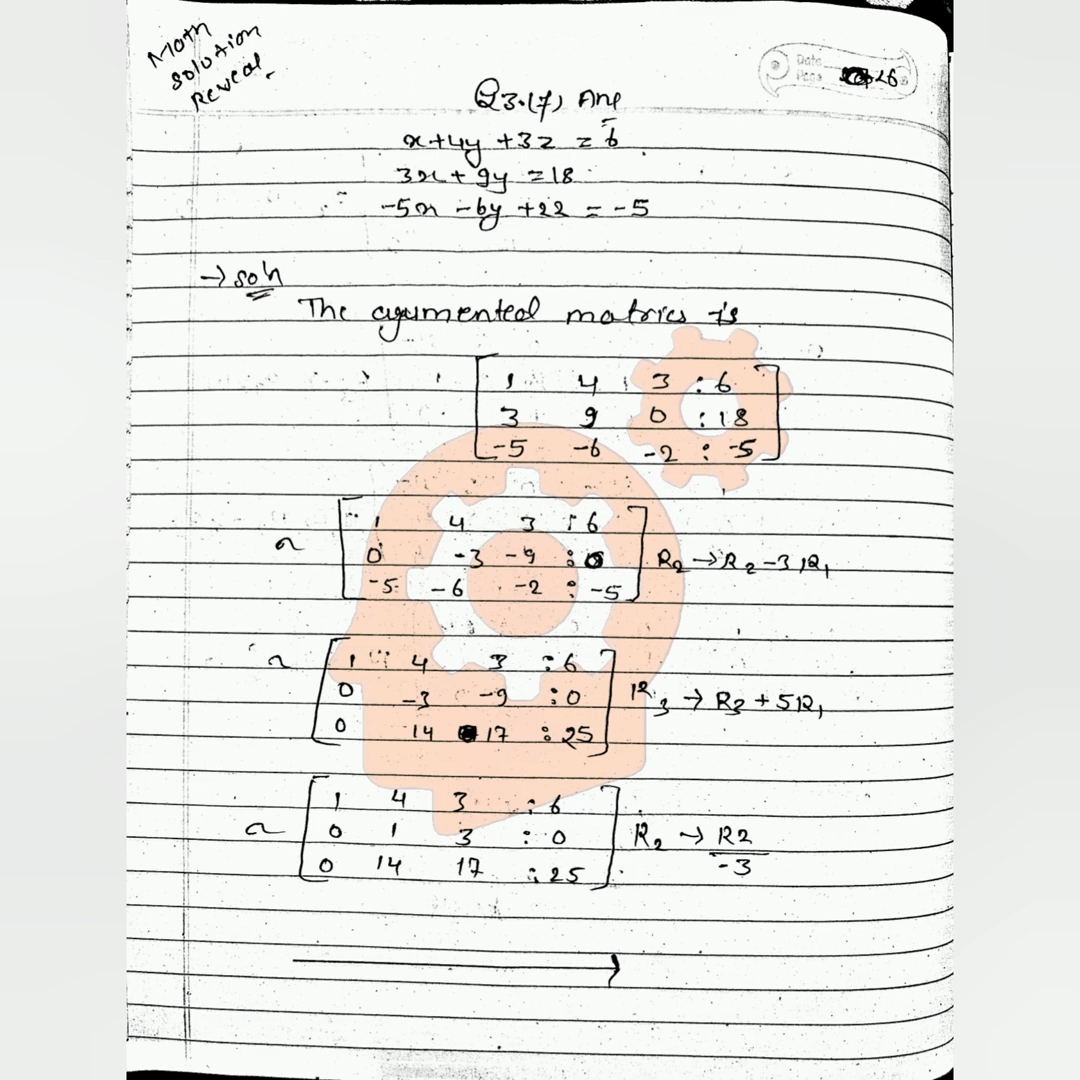 Math
solution
Reveal.
Date
Page 26
Q3.(7) Ans
x+4y +3z = 6
3x + 9y = 18
-5x -6y +2z = -5
→ soln
The agumented matrics is
1 4 3 : 6
3 9 0 : 18
-5 -6 -2 : -5
~ 1 4 3 : 6
0 -3 -9 : 0 R2 → R2 -3R1
-5 -6 -2 : -5
~ 1 4 3 : 6
0 -3 -9 : 0 R3 → R3 + 5R1
0 14 17 : 25
~ 1 4 3 : 6
0 1 3 : 0 R2 → R2/-3
0 14 17 : 25